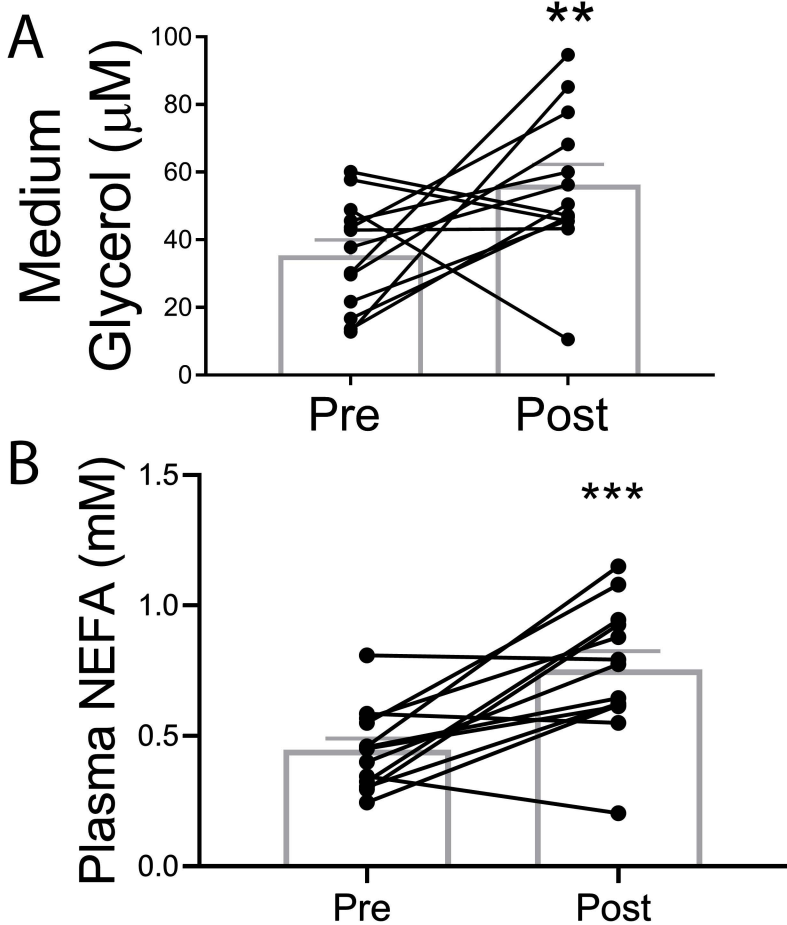 A
**
Medium
Glycerol (μM)
100
80
60
40
20
0
Pre Post
B
***
Plasma NEFA (mM)
1.5
1.0
0.5
0.0
Pre Post